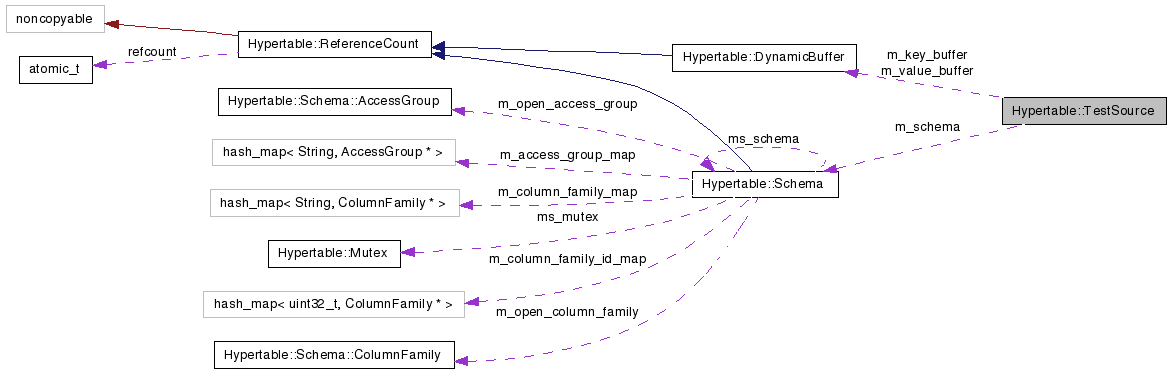 noncopyable
Hypertable::ReferenceCount
refcount
atomic_t
Hypertable::DynamicBuffer
m_key_buffer
m_value_buffer
Hypertable::TestSource
Hypertable::Schema::AccessGroup
m_open_access_group
m_schema
ms_schema
hash_map< String, AccessGroup * >
m_access_group_map
Hypertable::Schema
hash_map< String, ColumnFamily * >
m_column_family_map
ms_mutex
Hypertable::Mutex
m_column_family_id_map
hash_map< uint32_t, ColumnFamily * >
m_open_column_family
Hypertable::Schema::ColumnFamily